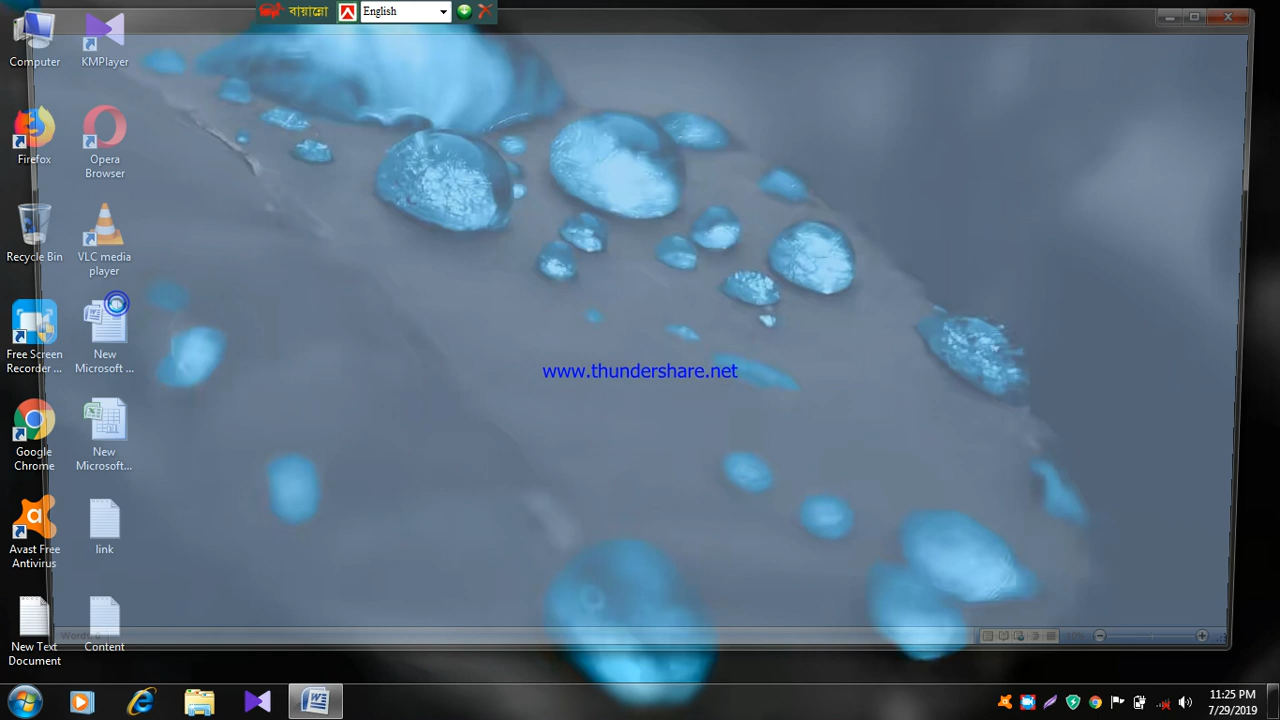 বায়ান্নো
English
Computer
KMPlayer
Firefox
Opera
Browser
Recycle Bin
VLC media
player
Free Screen
Recorder ...
New
Microsoft ...
www.thundershare.net
Google
Chrome
New
Microsoft...
Avast Free
Antivirus
link
New Text
Document
Content
11:25 PM
7/29/2019